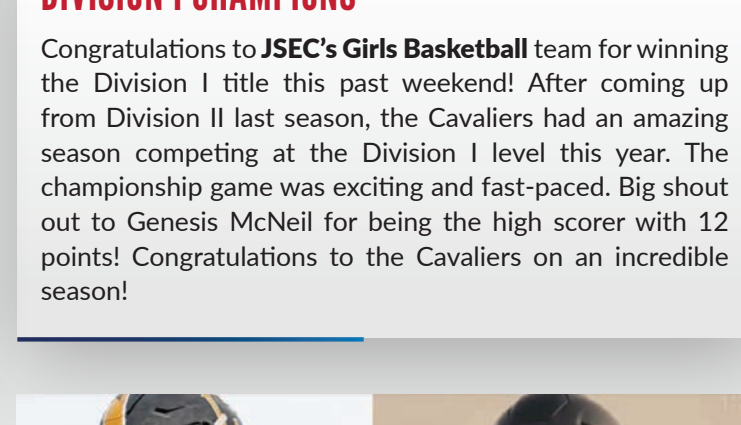 DIVISION I CHAMPIONS
Congratulations to JSEC's Girls Basketball team for winning
the Division I title this past weekend! After coming up
from Division II last season, the Cavaliers had an amazing
season competing at the Division I level this year. The
championship game was exciting and fast-paced. Big shout
out to Genesis McNeil for being the high scorer with 12
points! Congratulations to the Cavaliers on an incredible
season!